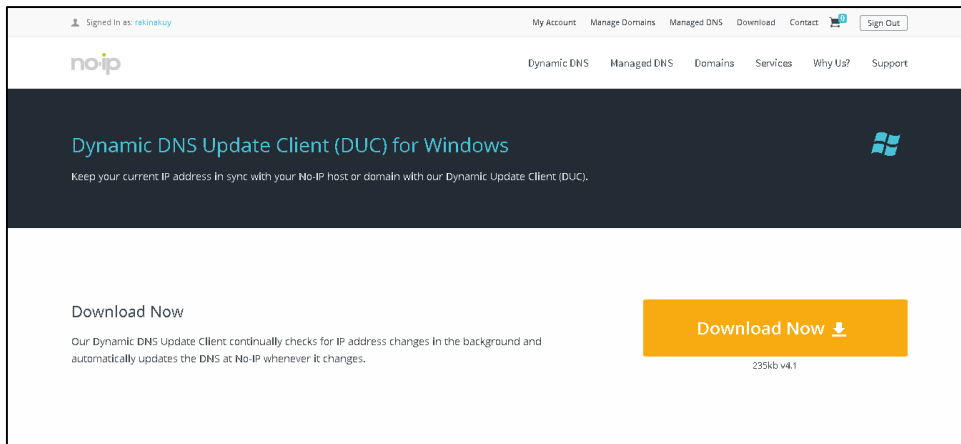 Signed in as: rakinakuy
My Account Manage Domains Managed DNS Download Contact 0 Sign Out
no-ip
Dynamic DNS Managed DNS Domains Services Why Us? Support
Dynamic DNS Update Client (DUC) for Windows
Keep your current IP address in sync with your No-IP host or domain with our Dynamic Update Client (DUC).
Download Now
Our Dynamic DNS Update Client continually checks for IP address changes in the background and
automatically updates the DNS at No-IP whenever it changes.
Download Now
235kb v4.1